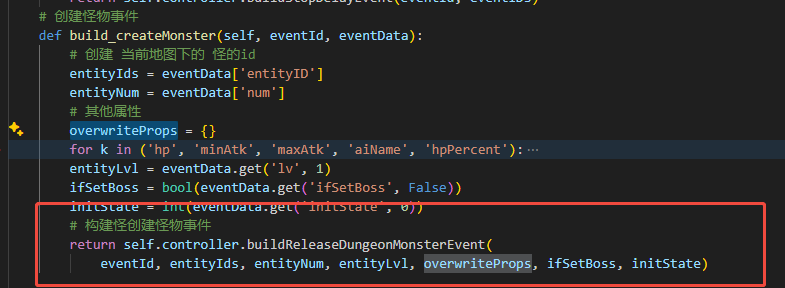 # 创建怪物事件
def build_createMonster(self, eventId, eventData):
# 创建 当前地图下的 怪的id
entityIds = eventData['entityID']
entityNum = eventData['num']
# 其他属性
overwriteProps = {}
for k in ('hp', 'minAtk', 'maxAtk', 'aiName', 'hpPercent'):…
entityLvl = eventData.get('lv', 1)
ifSetBoss = bool(eventData.get('ifSetBoss', False))
initState = int(eventData.get('initState', 0))
# 构建怪创建怪物事件
return self.controller.buildReleaseDungeonMonsterEvent(
eventId, entityIds, entityNum, entityLvl, overwriteProps, ifSetBoss, initState)